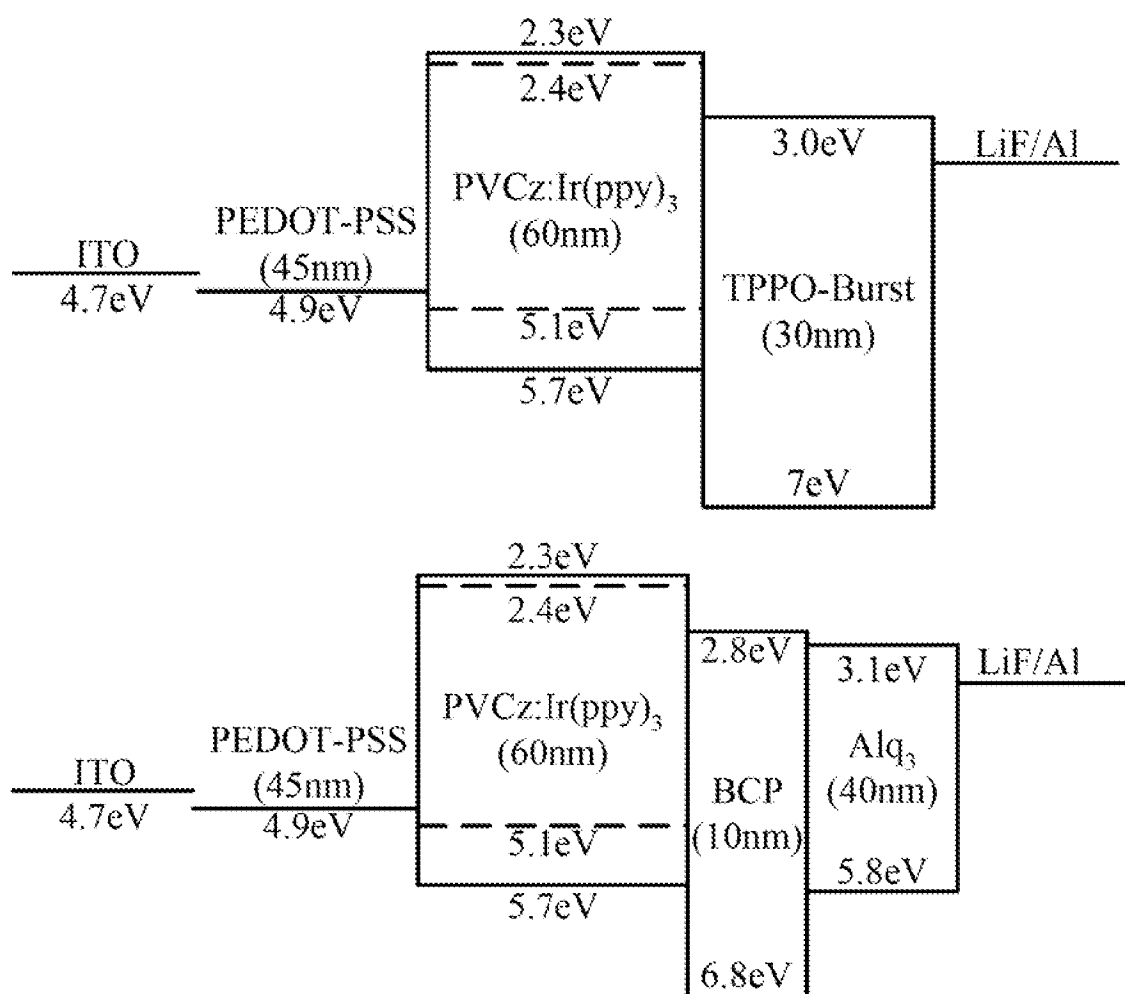 2.3eV
2.4eV
3.0eV
LiF/Al
PVCz:Ir(ppy)₃
(60nm)
PEDOT-PSS
(45nm)
ITO
4.7eV
4.9eV
TPPO-Burst
(30nm)
5.1eV
5.7eV
7eV
2.3eV
2.4eV
2.8eV
3.1eV
LiF/Al
PVCz:Ir(ppy)₃
(60nm)
PEDOT-PSS
(45nm)
ITO
4.7eV
4.9eV
BCP
(10nm)
Alq₃
(40nm)
5.1eV
5.8eV
5.7eV
6.8eV